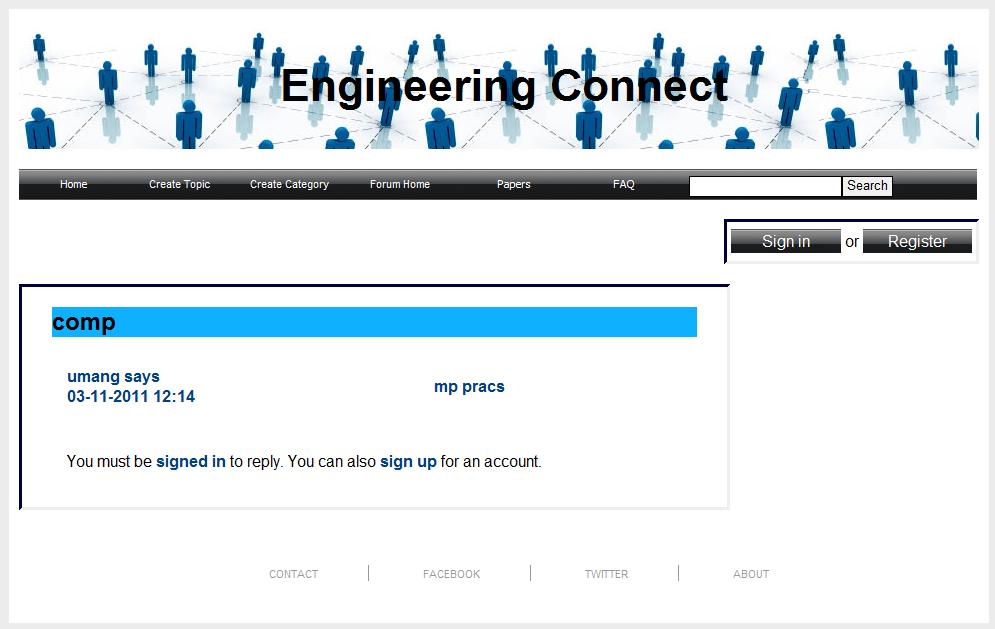 Engineering Connect
Home Create Topic Create Category Forum Home Papers FAQ Search
Sign in or Register
comp
umang says
03-11-2011 12:14
mp pracs
You must be signed in to reply. You can also sign up for an account.
CONTACT FACEBOOK TWITTER ABOUT